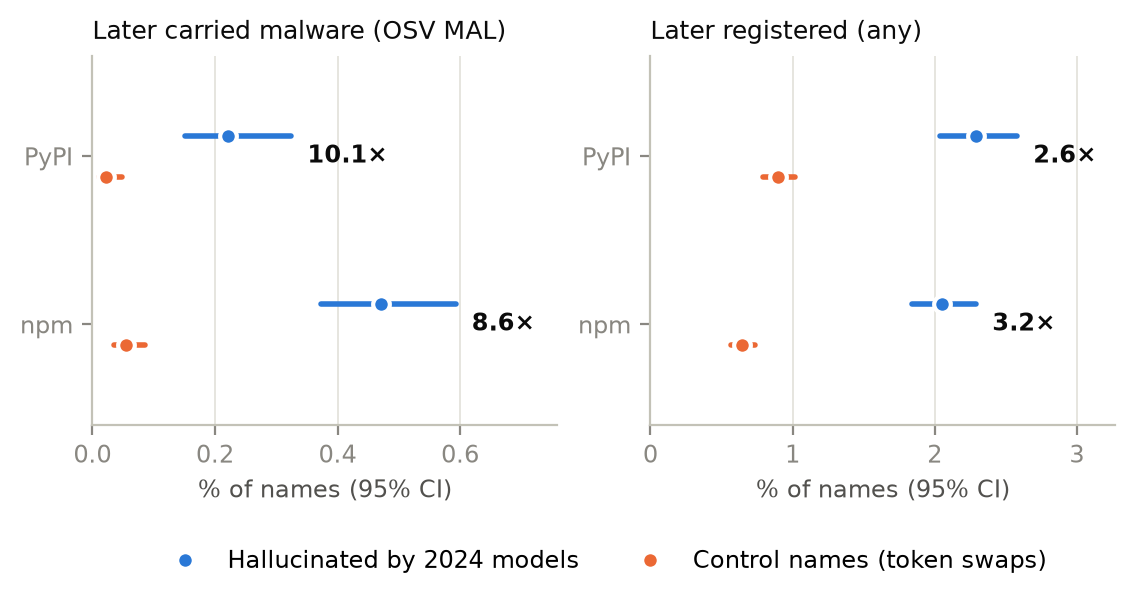 Later carried malware (OSV MAL)
PyPI
10.1×
npm
8.6×
0.0 0.2 0.4 0.6
% of names (95% CI)
Later registered (any)
PyPI
2.6×
npm
3.2×
0 1 2 3
% of names (95% CI)
Hallucinated by 2024 models
Control names (token swaps)